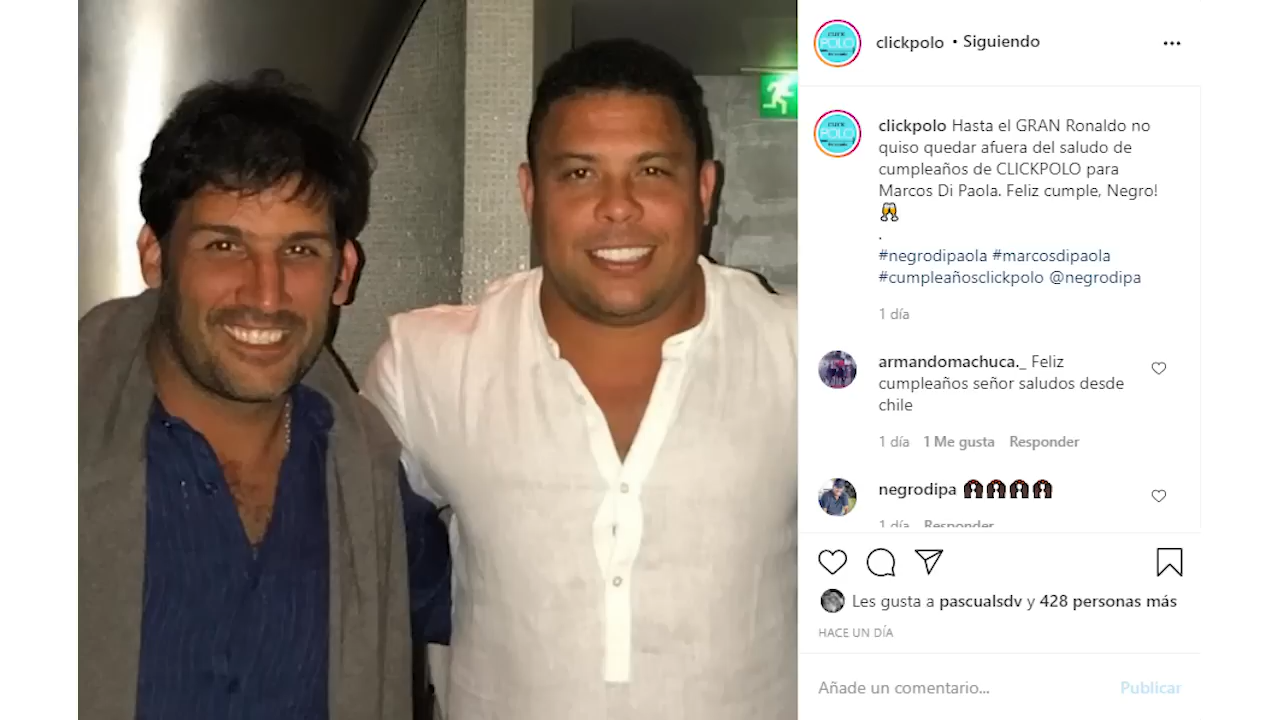 clickpolo • Siguiendo
clickpolo Hasta el GRAN Ronaldo no
quiso quedar afuera del saludo de
cumpleaños de CLICKPOLO para
Marcos Di Paola. Feliz cumple, Negro!
.
#negrodipaola #marcosdipaola
#cumpleañosclickpolo @negrodipa
1 día
armandomachuca._ Feliz
cumpleaños señor saludos desde
chile
1 día 1 Me gusta Responder
negrodipa
1 día Responder
Les gusta a pascualsdv y 428 personas más
HACE UN DÍA
Añade un comentario...
Publicar